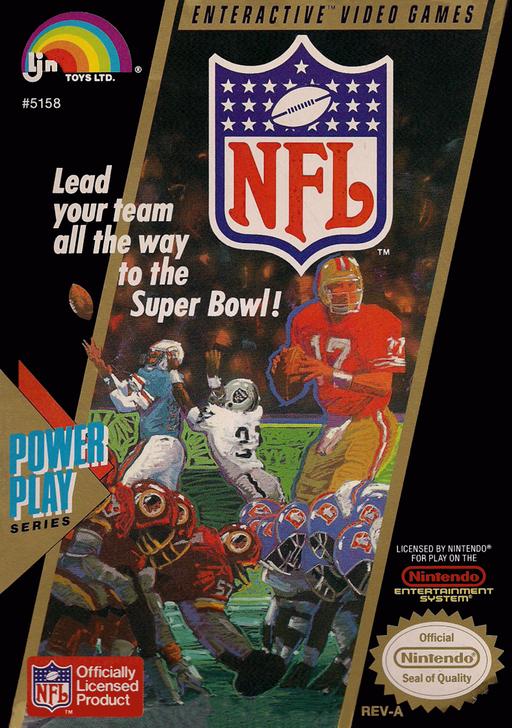 ENTERACTIVE™ VIDEO GAMES
ljn
TOYS LTD.
®
#5158
NFL
TM
Lead
your team
all the way
to the
Super Bowl!
17
POWER
PLAY
SERIES
LICENSED BY NINTENDO®
FOR PLAY ON THE
Nintendo
ENTERTAINMENT
SYSTEM®
Official
Nintendo®
Seal of Quality
NFL
TM
Officially
Licensed
Product
REV-A